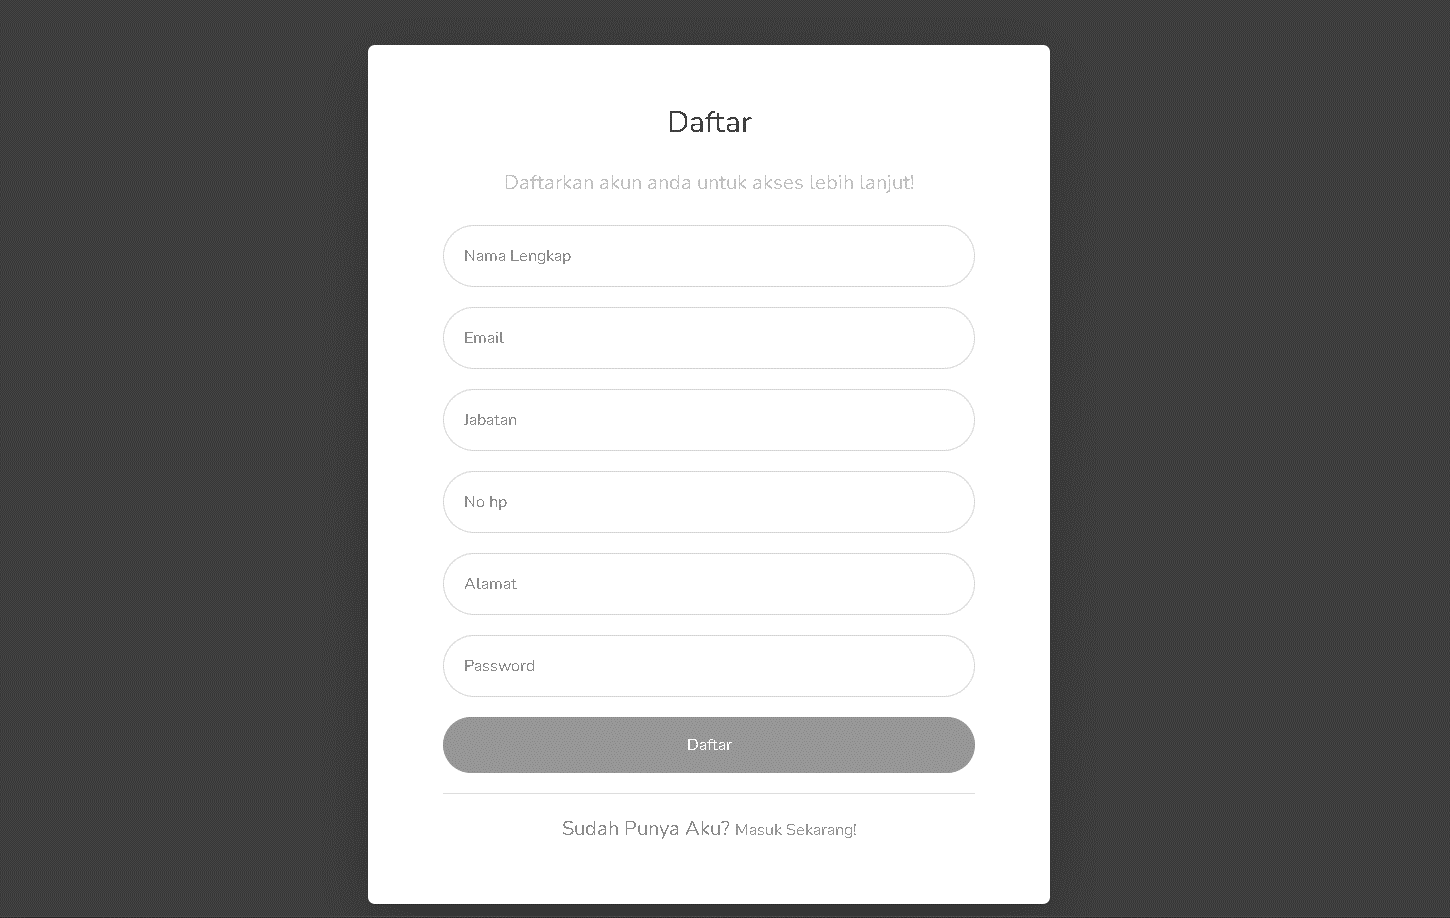 Daftar
Daftarkan akun anda untuk akses lebih lanjut!
Nama Lengkap
Email
Jabatan
No hp
Alamat
Password
Daftar
Sudah Punya Aku? Masuk Sekarang!